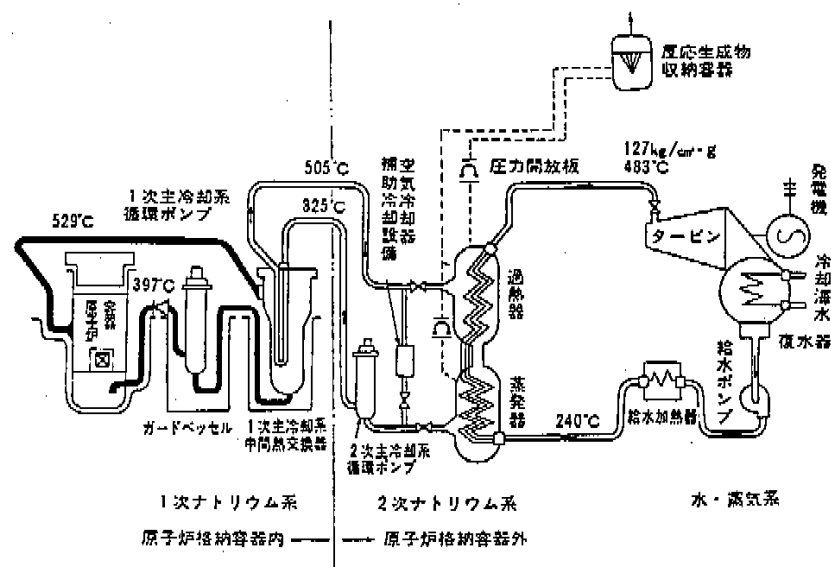 反応生成物
収納容器
127kg/cm²·g
483℃
圧力開放板
発電機
505℃
325℃
空気冷却器
補助冷却設備
1次主冷却系
循環ポンプ
529℃
397℃
タービン
過熱器
冷却海水
復水器
原子炉
容器
給水ポンプ
蒸発器
240℃
給水加熱器
ガードベッセル
1次主冷却系
中間熱交換器
2次主冷却系
循環ポンプ
1次ナトリウム系
2次ナトリウム系
水・蒸気系
原子炉格納容器内
原子炉格納容器外